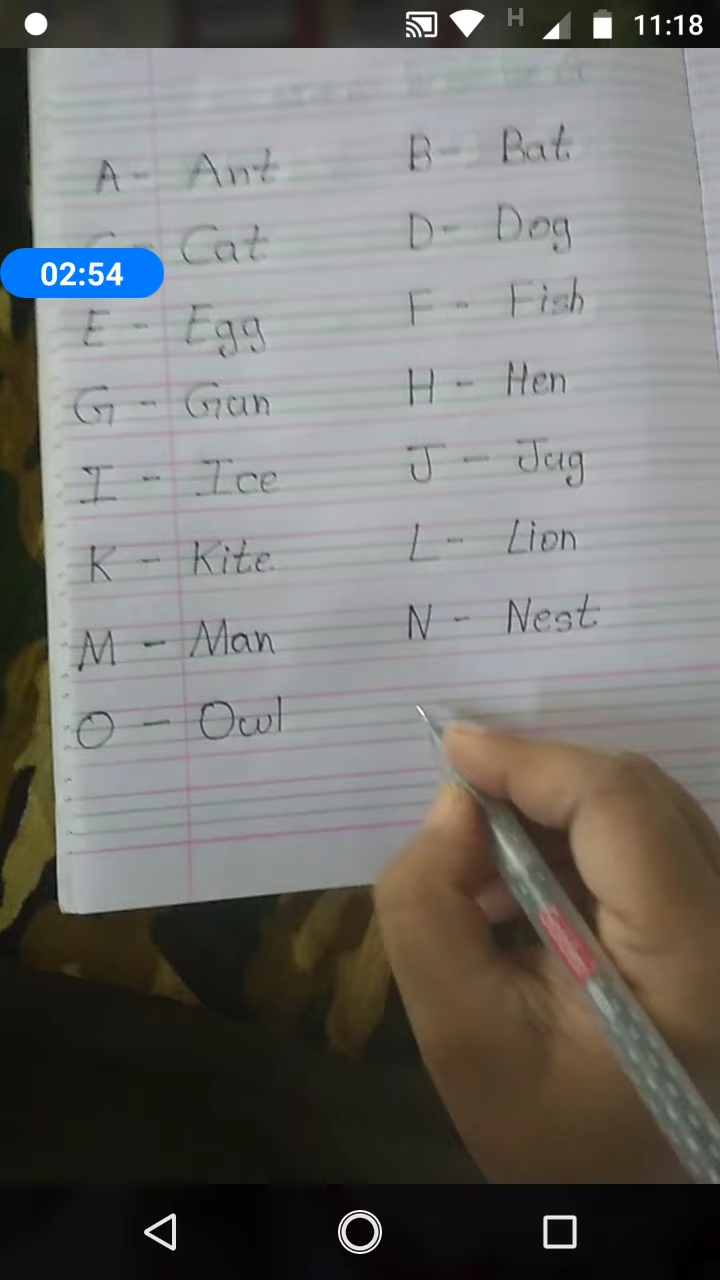 H 11:18
A - Ant B - Bat
C - Cat D - Dog
02:54
E - Egg F - Fish
G - Gun H - Hen
I - Ice J - Jug
K - Kite L - Lion
M - Man N - Nest
O - Owl